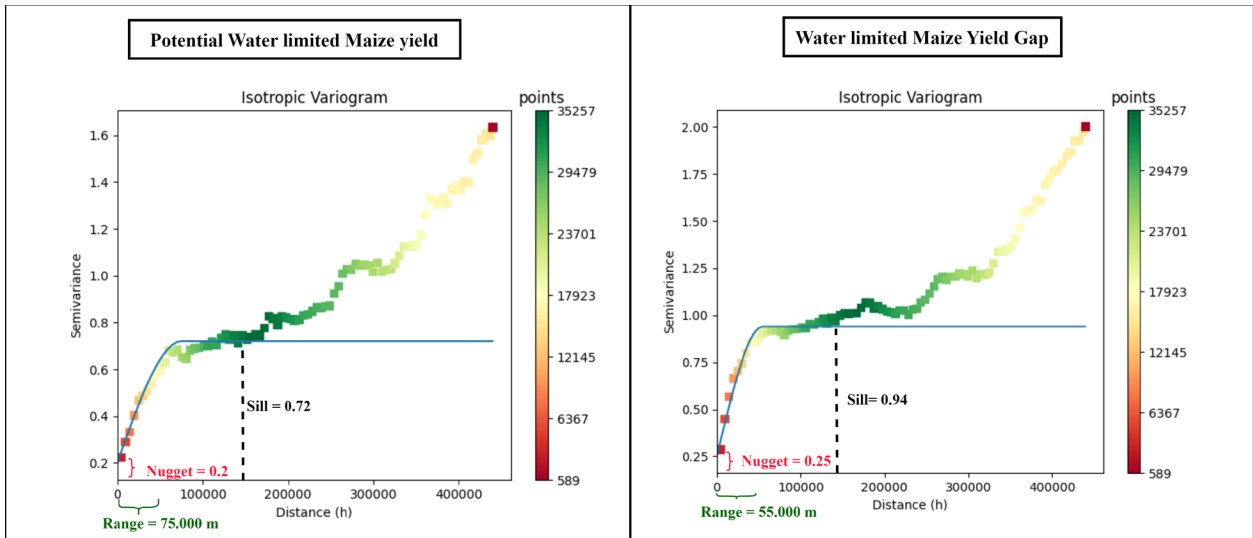 Potential Water limited Maize yield
Isotropic Variogram
points
35257
29479
23701
17923
12145
6367
589
Semivariance
1.6
1.4
1.2
1.0
0.8
0.6
0.4
0.2
Sill = 0.72
Nugget = 0.2
0
100000
200000
300000
400000
Distance (h)
Range = 75.000 m
Water limited Maize Yield Gap
Isotropic Variogram
points
35257
29479
23701
17923
12145
6367
589
Semivariance
2.00
1.75
1.50
1.25
1.00
0.75
0.50
0.25
Sill= 0.94
Nugget = 0.25
0
100000
200000
300000
400000
Distance (h)
Range = 55.000 m